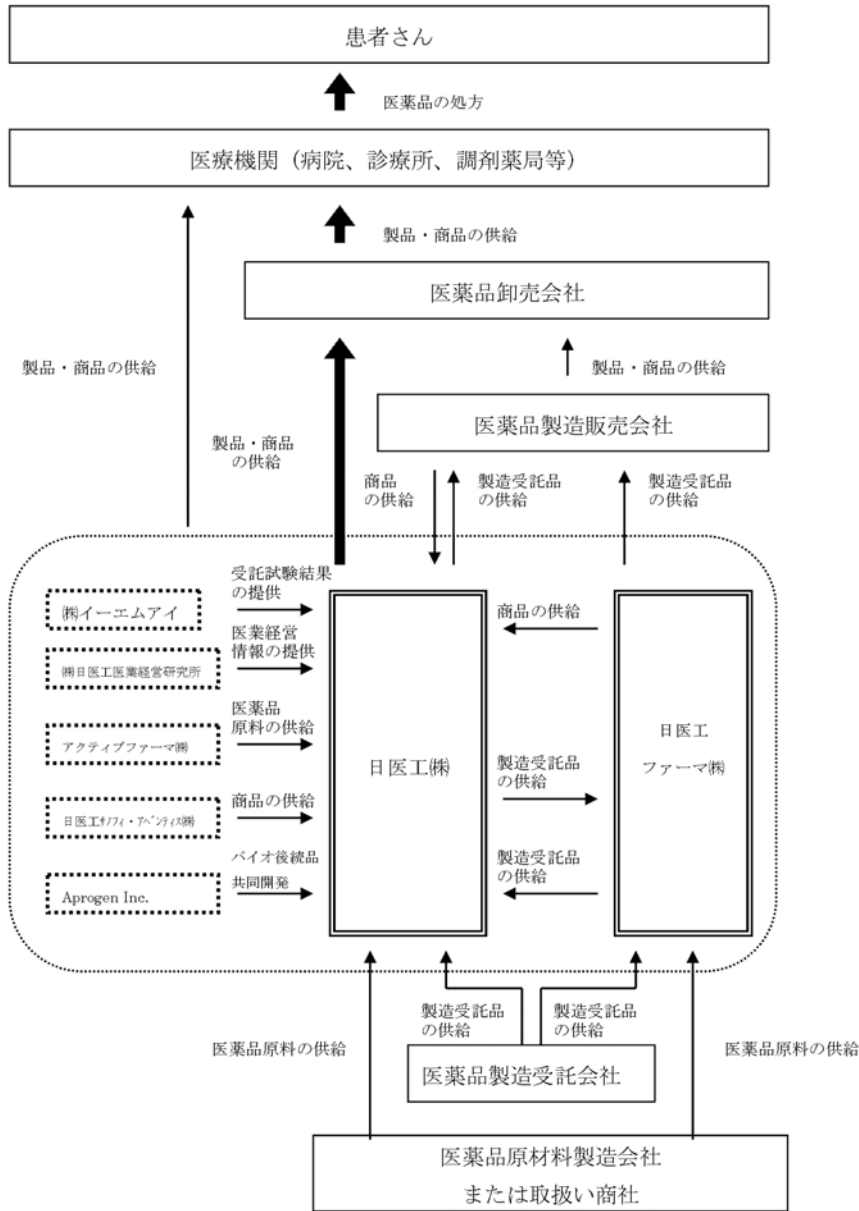 患者さん
医薬品の処方
医療機関（病院、診療所、調剤薬局等）
製品・商品の供給
医薬品卸売会社
製品・商品の供給
製品・商品の供給
医薬品製造販売会社
製品・商品
の供給
商品
の供給
製造受託品
の供給
製造受託品
の供給
㈱イーエムアイ
受託試験結果
の提供
㈱日医工医業経営研究所
医業経営
情報の提供
アクティブファーマ㈱
医薬品
原料の供給
日医工ｻﾉﾌｨ・ｱﾍﾞﾝﾃｨｽ㈱
商品の供給
Aprogen Inc.
バイオ後続品
共同開発
日医工㈱
商品の供給
製造受託品
の供給
製造受託品
の供給
日医工
ファーマ㈱
製造受託品
の供給
製造受託品
の供給
医薬品原料の供給
医薬品原料の供給
医薬品製造受託会社
医薬品原材料製造会社
または取扱い商社